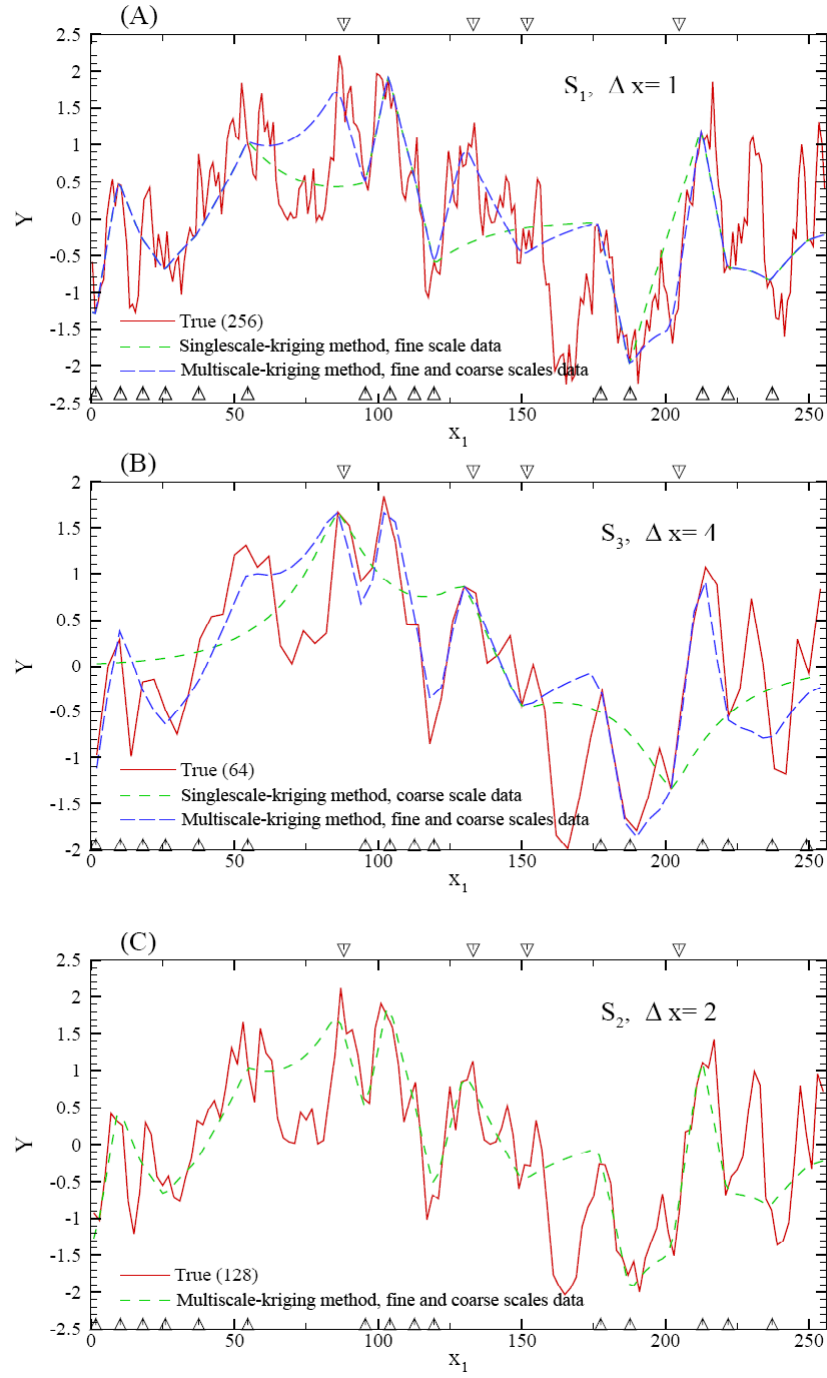 (A)
S1, Δ x= 1
2.5
2
1.5
1
0.5
0
-0.5
-1
-1.5
-2
-2.5
Y
True (256)
Singlescale-kriging method, fine scale data
Multiscale-kriging method, fine and coarse scales data
0 50 100 150 200 250
x1
(B)
S3, Δ x= 4
2
1.5
1
0.5
0
-0.5
-1
-1.5
-2
Y
True (64)
Singlescale-kriging method, coarse scale data
Multiscale-kriging method, fine and coarse scales data
0 50 100 150 200 250
x1
(C)
S2, Δ x= 2
2.5
2
1.5
1
0.5
0
-0.5
-1
-1.5
-2
-2.5
Y
True (128)
Multiscale-kriging method, fine and coarse scales data
0 50 100 150 200 250
x1